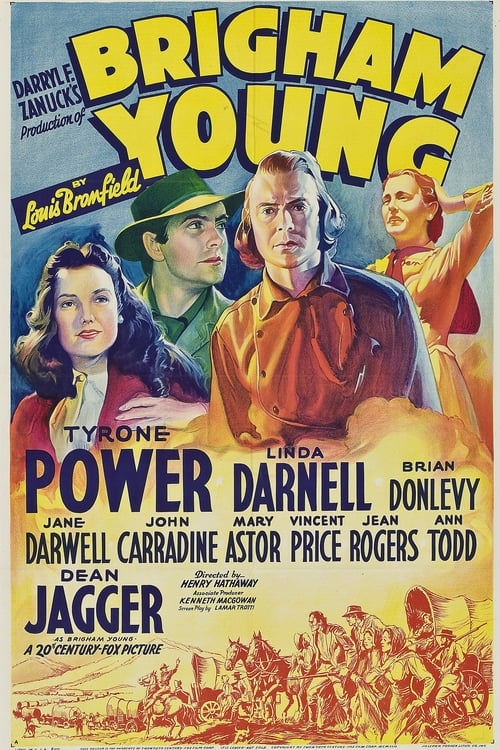 DARRYL F.
ZANUCK'S
Production of
BRIGHAM
YOUNG
BY
Louis Bromfield
TYRONE
POWER
LINDA
DARNELL
BRIAN
DONLEVY
JANE
DARWELL
JOHN
CARRADINE
MARY
ASTOR
VINCENT
PRICE
JEAN
ROGERS
ANN
TODD
DEAN
JAGGER
AS BRIGHAM YOUNG
A 20th CENTURY-FOX PICTURE
Directed by
HENRY HATHAWAY
Associate Producer
KENNETH MACGOWAN
Screen Play by LAMAR TROTTI